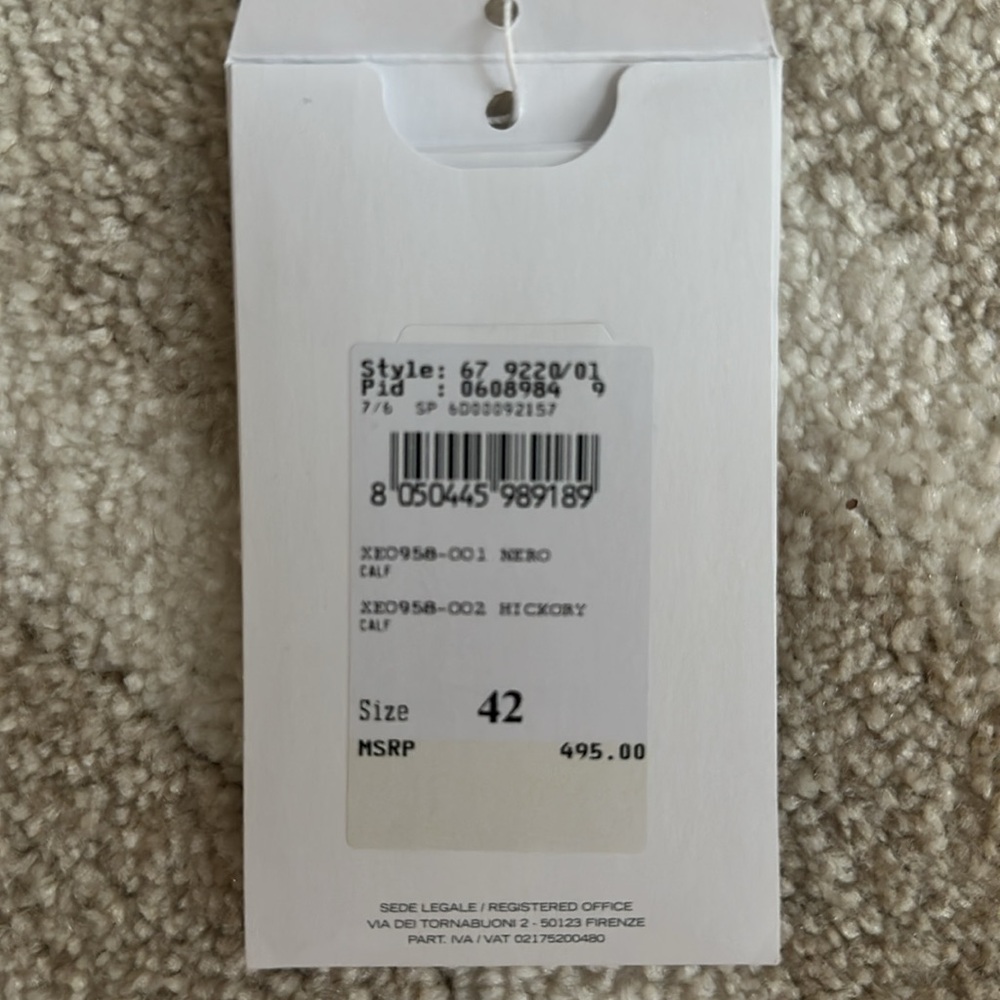 Style: 67 9220/01
Pid : 0608984 9
7/6 SP 6D00092157
8 050445 989189
XE0958-001 NERO
CALF
XE0958-002 HICKORY
CALF
Size 42
MSRP 495.00
SEDE LEGALE / REGISTERED OFFICE
VIA DEI TORNABUONI 2 - 50123 FIRENZE
PART. IVA / VAT 02175200480